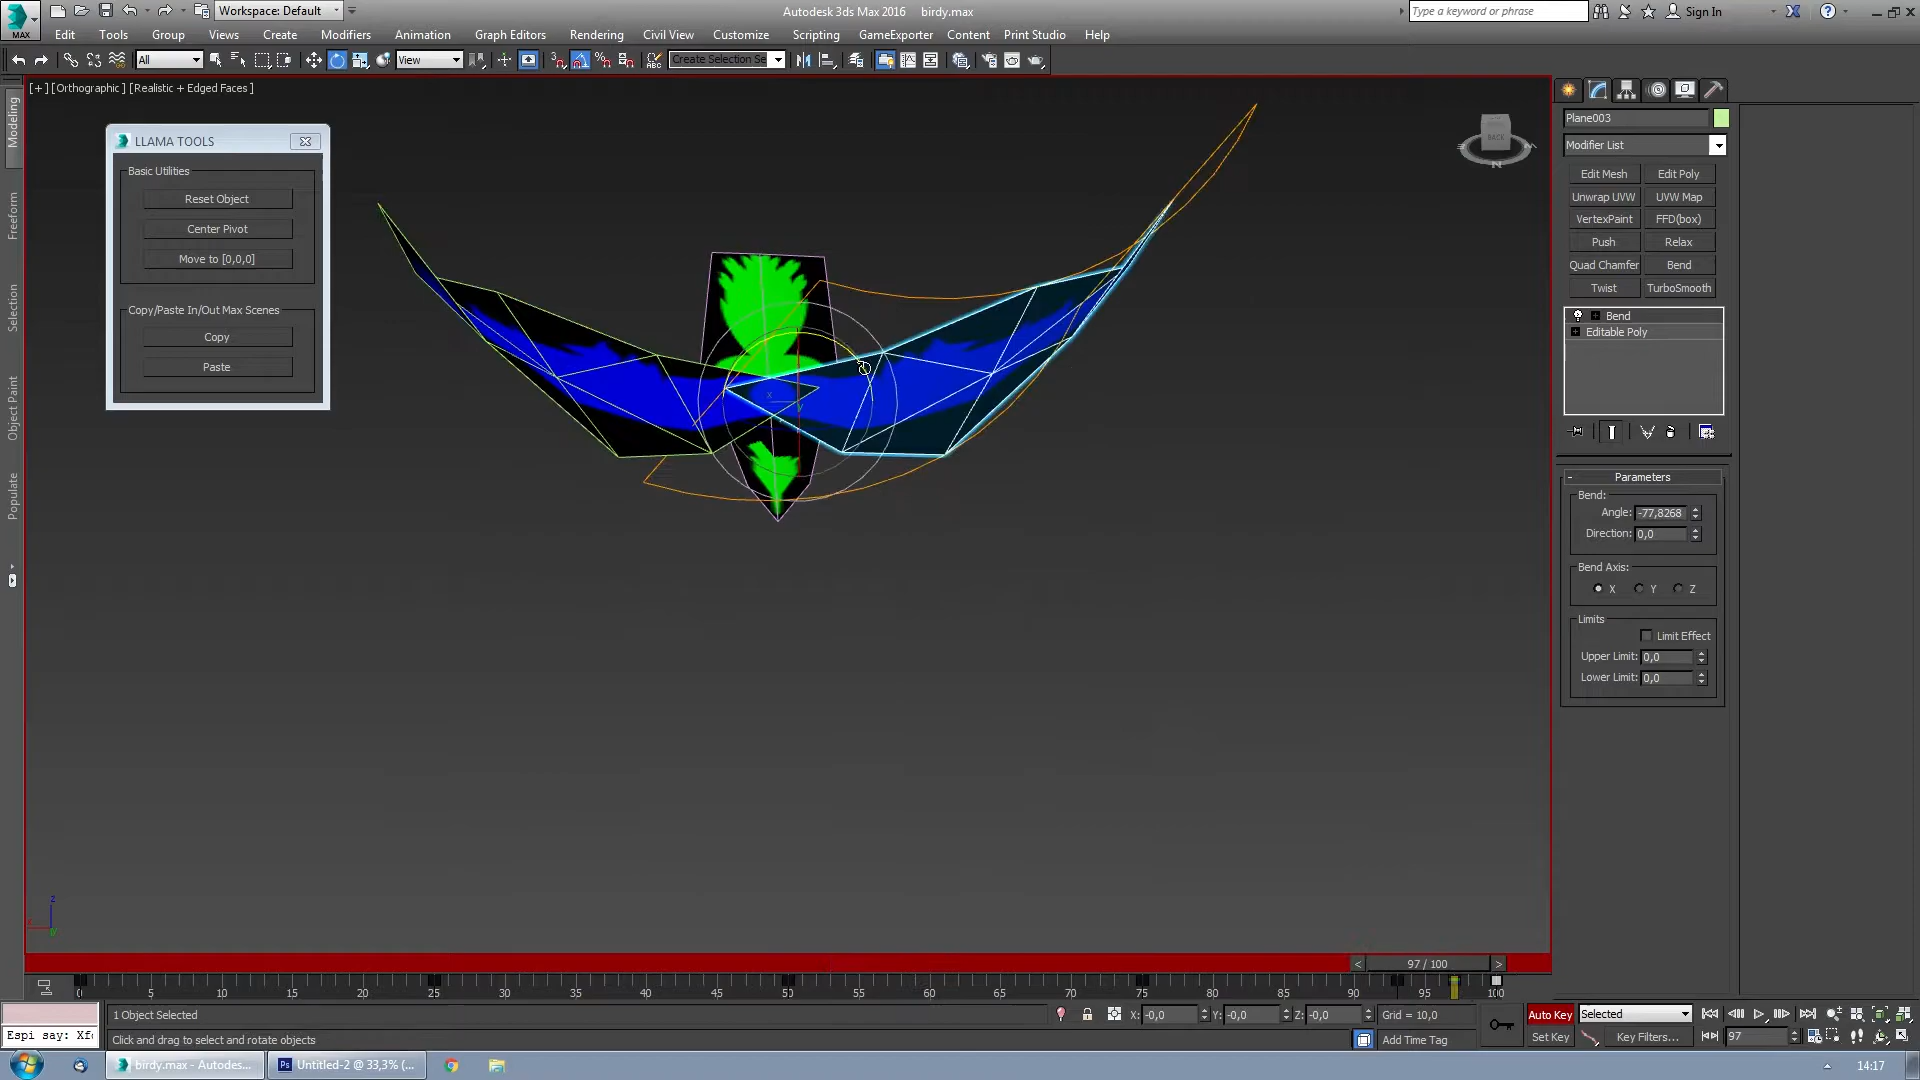 Workspace: Default
Autodesk 3ds Max 2016 birdy.max
Type a keyword or phrase
Sign In
MAX
Edit Tools Group Views Create Modifiers Animation Graph Editors Rendering Civil View Customize Scripting GameExporter Content Print Studio Help
All
View
Create Selection Se
[+] [Orthographic] [Realistic + Edged Faces]
Modeling
Freeform
Selection
Object Paint
Populate
LLAMA TOOLS
Basic Utilities
Reset Object
Center Pivot
Move to [0,0,0]
Copy/Paste In/Out Max Scenes
Copy
Paste
BACK
N
x
y
z
Plane003
Modifier List
Edit Mesh Edit Poly
Unwrap UVW UVW Map
VertexPaint FFD(box)
Push Relax
Quad Chamfer Bend
Twist TurboSmooth
Bend
Editable Poly
- Parameters
Bend:
Angle: -77,8268
Direction: 0,0
Bend Axis:
X Y Z
Limits
Limit Effect
Upper Limit: 0,0
Lower Limit: 0,0
< 97 / 100 >
0 5 10 15 20 25 30 35 40 45 50 55 60 65 70 75 80 85 90 95 100
1 Object Selected
X: -0,0 Y: -0,0 Z: -0,0 Grid = 10,0
Auto Key Selected
Espi say: Xf
Click and drag to select and rotate objects
Add Time Tag
Set Key Key Filters... 97
birdy.max - Autodes...
Ps Untitled-2 @ 33,3% (...
14:17